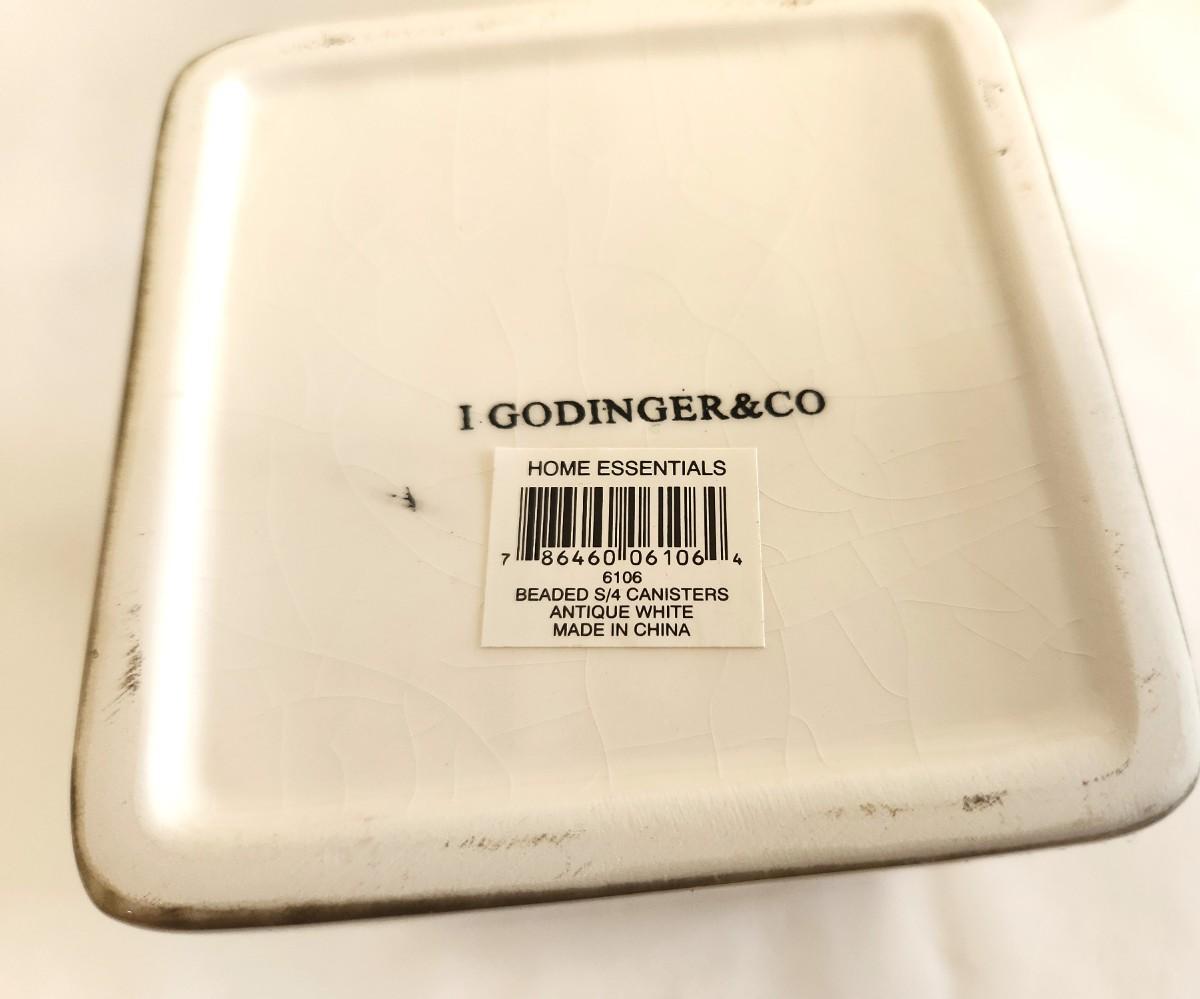 I GODINGER&CO
HOME ESSENTIALS
7 86460 06106 4
6106
BEADED S/4 CANISTERS
ANTIQUE WHITE
MADE IN CHINA